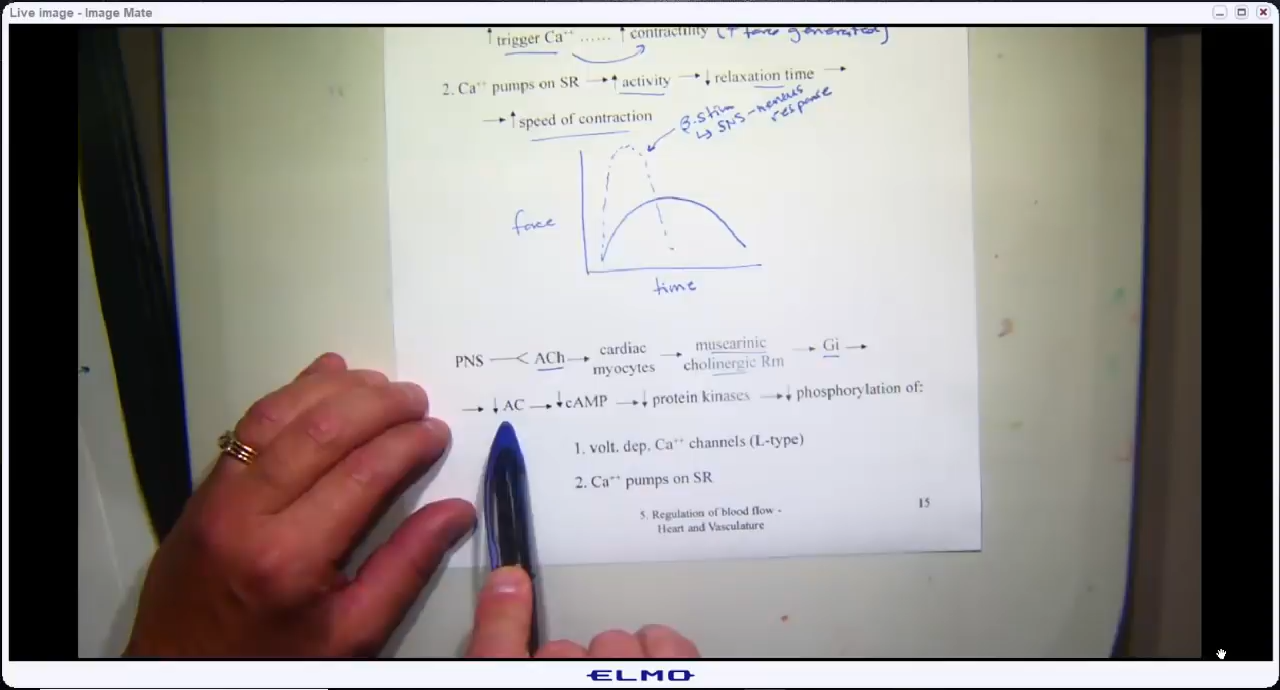 Live image - Image Mate
↑ trigger Ca⁺⁺ ...... ↑ contractility (↑ force generated)
2. Ca⁺⁺ pumps on SR → ↑ activity → ↓ relaxation time →
→ ↑ speed of contraction
β-stim
↳ SNS-nervous
response
force
time
PNS —< ACh → cardiac myocytes → muscarinic cholinergic Rm → Gi →
→ ↓ AC → ↓ cAMP → ↓ protein kinases → ↓ phosphorylation of:
1. volt. dep. Ca⁺⁺ channels (L-type)
2. Ca⁺⁺ pumps on SR
5. Regulation of blood flow -
Heart and Vasculature
15
ELMO